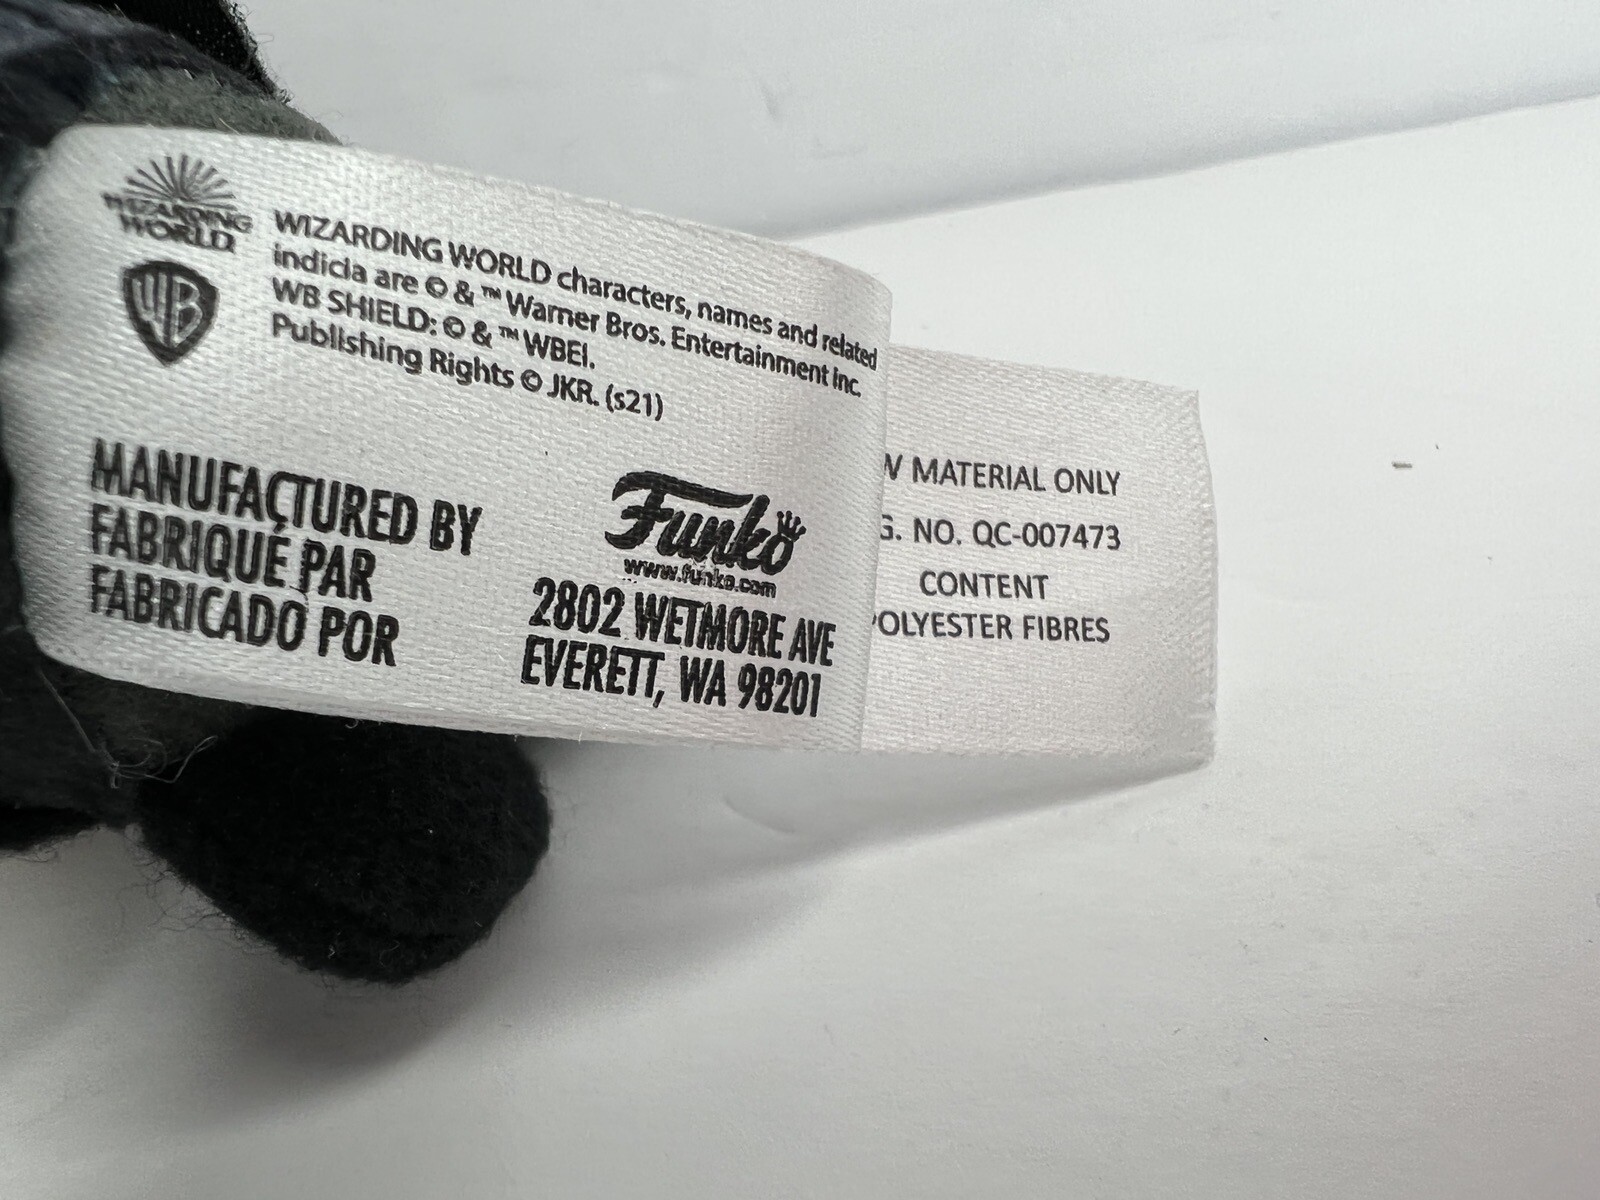 WIZARDING
WORLD
WB
WIZARDING WORLD characters, names and related
indicia are © & ™ Warner Bros. Entertainment Inc.
WB SHIELD: © & ™ WBEI.
Publishing Rights © JKR. (s21)
MANUFACTURED BY
FABRIQUÉ PAR
FABRICADO POR
Funko
www.funko.com
2802 WETMORE AVE
EVERETT, WA 98201
MATERIAL ONLY
NO. QC-007473
CONTENT
POLYESTER FIBRES